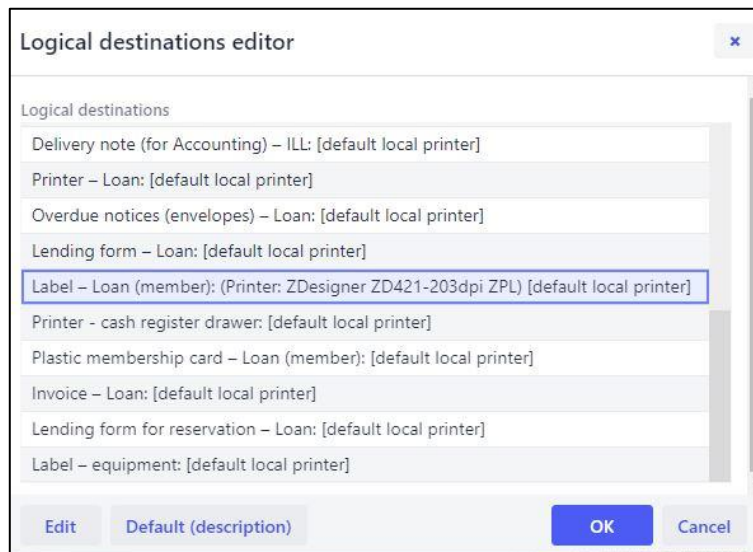 Logical destinations editor
×
Logical destinations
Delivery note (for Accounting) – ILL: [default local printer]
Printer – Loan: [default local printer]
Overdue notices (envelopes) – Loan: [default local printer]
Lending form – Loan: [default local printer]
Label – Loan (member): (Printer: ZDesigner ZD421-203dpi ZPL) [default local printer]
Printer - cash register drawer: [default local printer]
Plastic membership card – Loan (member): [default local printer]
Invoice – Loan: [default local printer]
Lending form for reservation – Loan: [default local printer]
Label – equipment: [default local printer]
Edit Default (description) OK Cancel